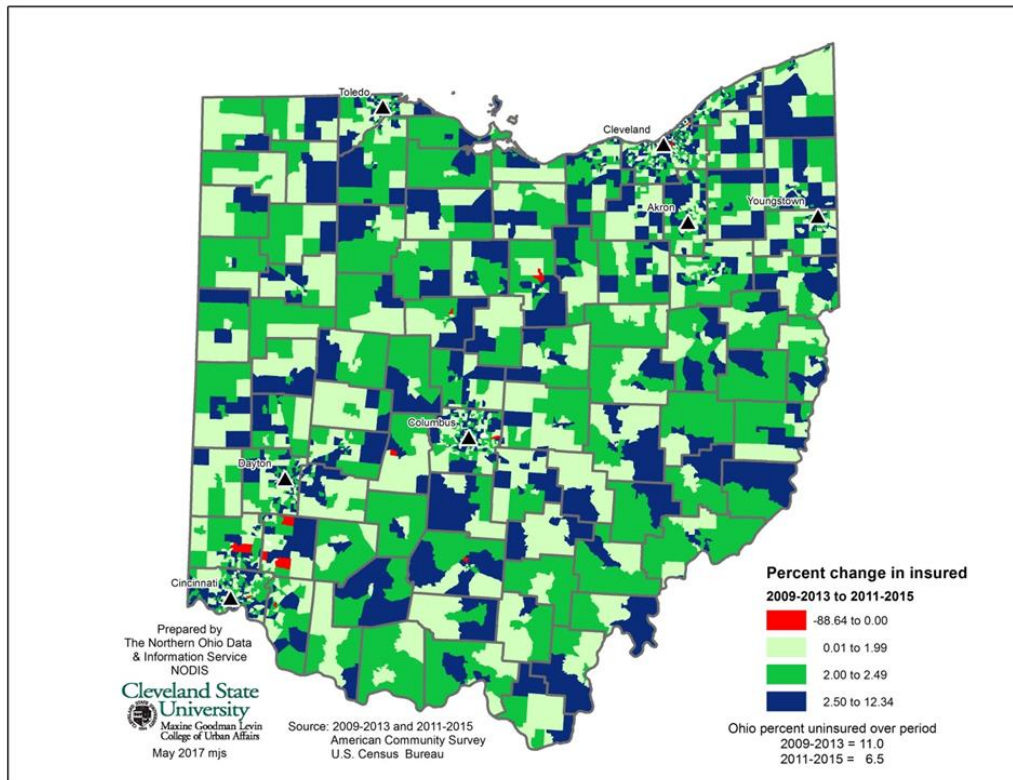 Toledo
Cleveland
Akron
Youngstown
Columbus
Dayton
Cincinnati
Prepared by
The Northern Ohio Data
& Information Service
NODIS
Cleveland State
University
Maxine Goodman Levin
College of Urban Affairs
May 2017 mjs
Source: 2009-2013 and 2011-2015
American Community Survey
U.S. Census Bureau
Percent change in insured
2009-2013 to 2011-2015
-88.64 to 0.00
0.01 to 1.99
2.00 to 2.49
2.50 to 12.34
Ohio percent uninsured over period
2009-2013 = 11.0
2011-2015 = 6.5